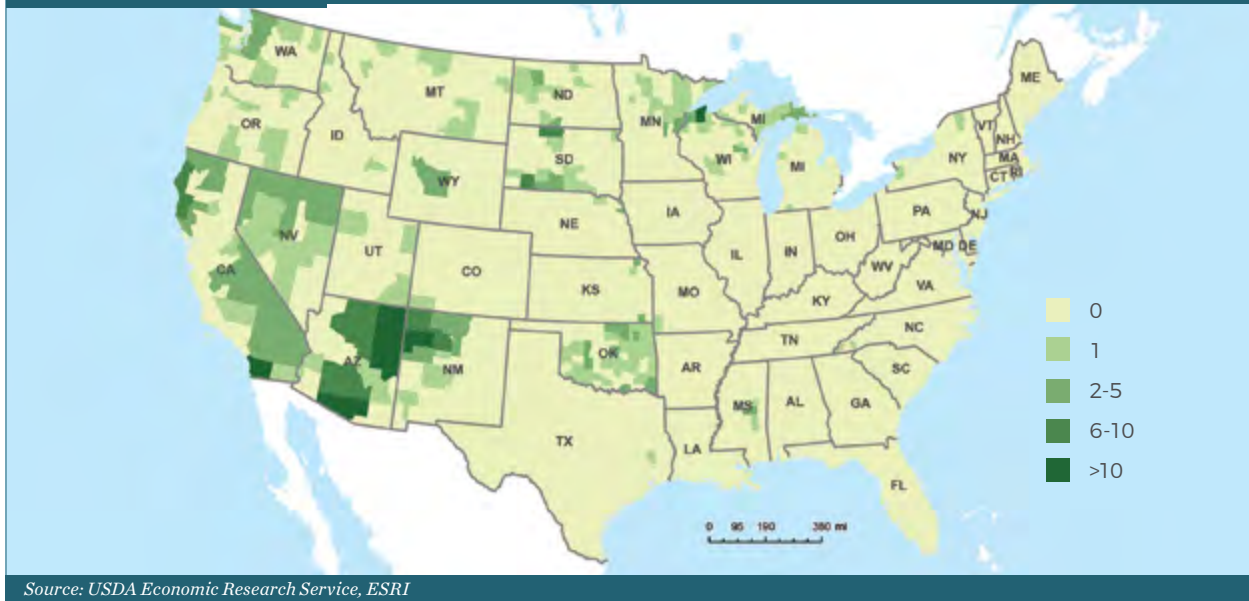 WA
MT
ND
MN
MI
ME
OR
ID
SD
WI
MI
VT
NH
NY
MA
CT RI
WY
IA
PA
NJ
NE
NV
UT
CO
IL
IN
OH
MD DE
WV
CA
KS
MO
KY
VA
AZ
NM
OK
TN
NC
AR
SC
MS
AL
GA
TX
LA
FL
0 95 190 380 mi
0
1
2-5
6-10
>10
Source: USDA Economic Research Service, ESRI